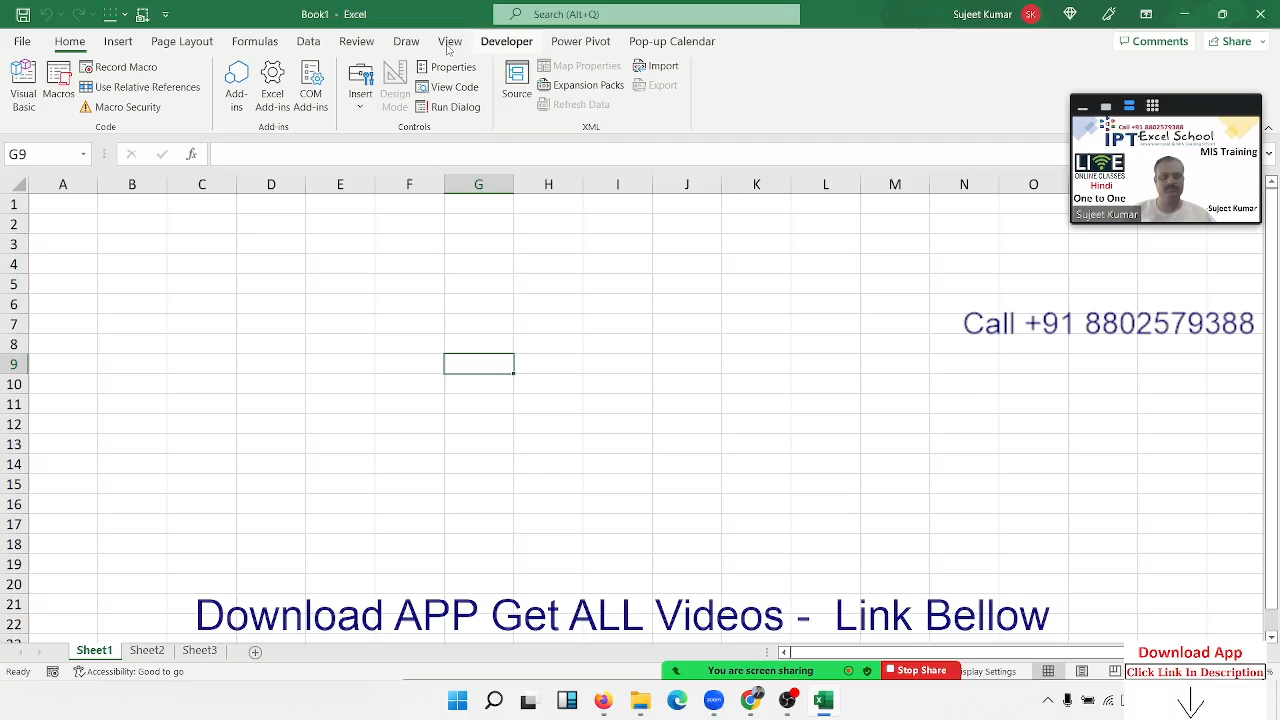 Book1 - Excel
Search (Alt+Q)
Sujeet Kumar
SK
File Home Insert Page Layout Formulas Data Review Draw View Developer Power Pivot Pop-up Calendar
Comments
Share
Visual Basic
Macros
Record Macro
Use Relative References
Macro Security
Code
Add-ins
Excel Add-ins
COM Add-ins
Add-ins
Insert
Design Mode
Properties
View Code
Run Dialog
Controls
Source
Map Properties
Expansion Packs
Refresh Data
Import
Export
XML
Call +91 8802579388
IPT Excel School
MIS Training
LIVE
ONLINE CLASSES
Hindi
One to One
Sujeet Kumar
Sujeet Kumar
G9
fx
A B C D E F G H I J K L M N O
1
2
3
4
5
6
7
8
9
10
11
12
13
14
15
16
17
18
19
20
21
22
Call +91 8802579388
Download APP Get ALL Videos - Link Bellow
Sheet1 Sheet2 Sheet3
Download App
Click Link In Description
Accessibility: Good to
You are screen sharing
Stop Share
isplay Settings
zoom